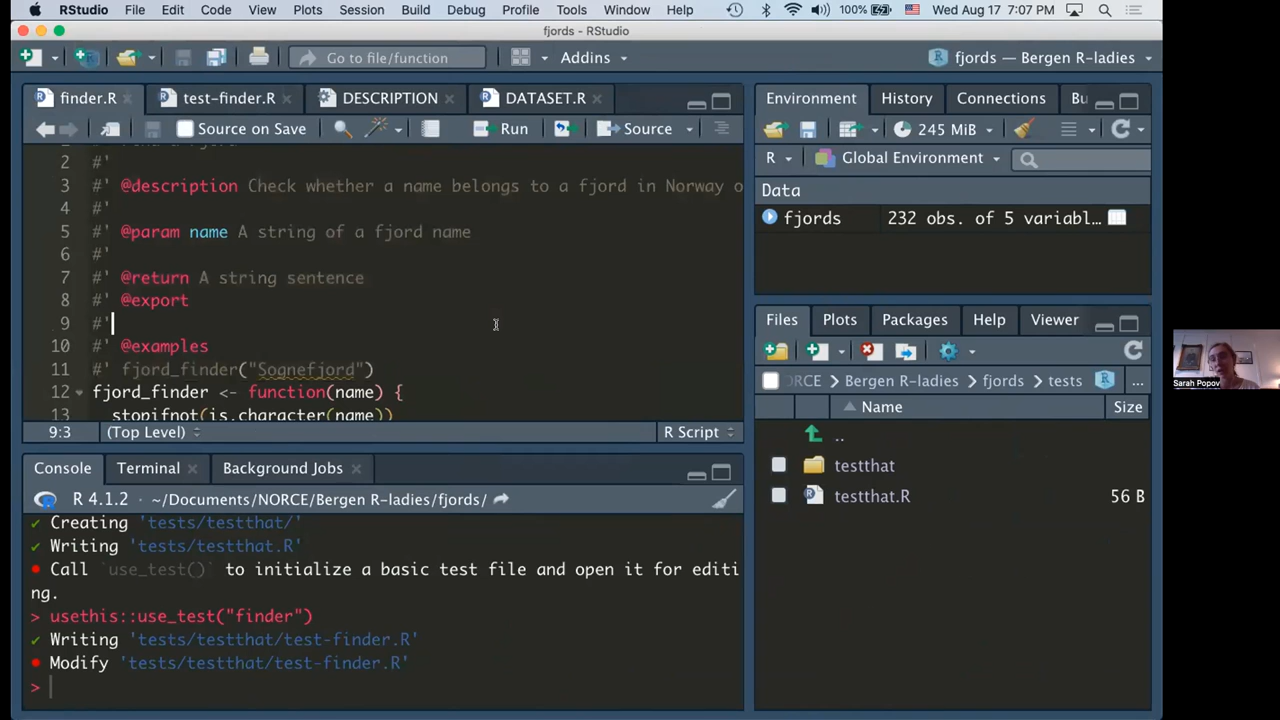 RStudio File Edit Code View Plots Session Build Debug Profile Tools Window Help 100% Wed Aug 17 7:07 PM
fjords - RStudio
Go to file/function Addins fjords — Bergen R-ladies
finder.R test-finder.R DESCRIPTION DATASET.R
Source on Save Run Source
2 #'
3 #' @description Check whether a name belongs to a fjord in Norway o
4 #'
5 #' @param name A string of a fjord name
6 #'
7 #' @return A string sentence
8 #' @export
9 #'
10 #' @examples
11 #' fjord_finder("Sognefjord")
12 fjord_finder <- function(name) {
13 stopifnot(is.character(name))
9:3 (Top Level) R Script
Console Terminal Background Jobs
R 4.1.2 · ~/Documents/NORCE/Bergen R-ladies/fjords/
✓ Creating 'tests/testthat/'
✓ Writing 'tests/testthat.R'
• Call `use_test()` to initialize a basic test file and open it for editi
ng.
> usethis::use_test("finder")
✓ Writing 'tests/testthat/test-finder.R'
• Modify 'tests/testthat/test-finder.R'
>
Environment History Connections Bu
245 MiB
R Global Environment
Data
fjords 232 obs. of 5 variabl…
Files Plots Packages Help Viewer
ORCE Bergen R-ladies fjords tests ...
Name Size
..
testthat
testthat.R 56 B
Sarah Popov